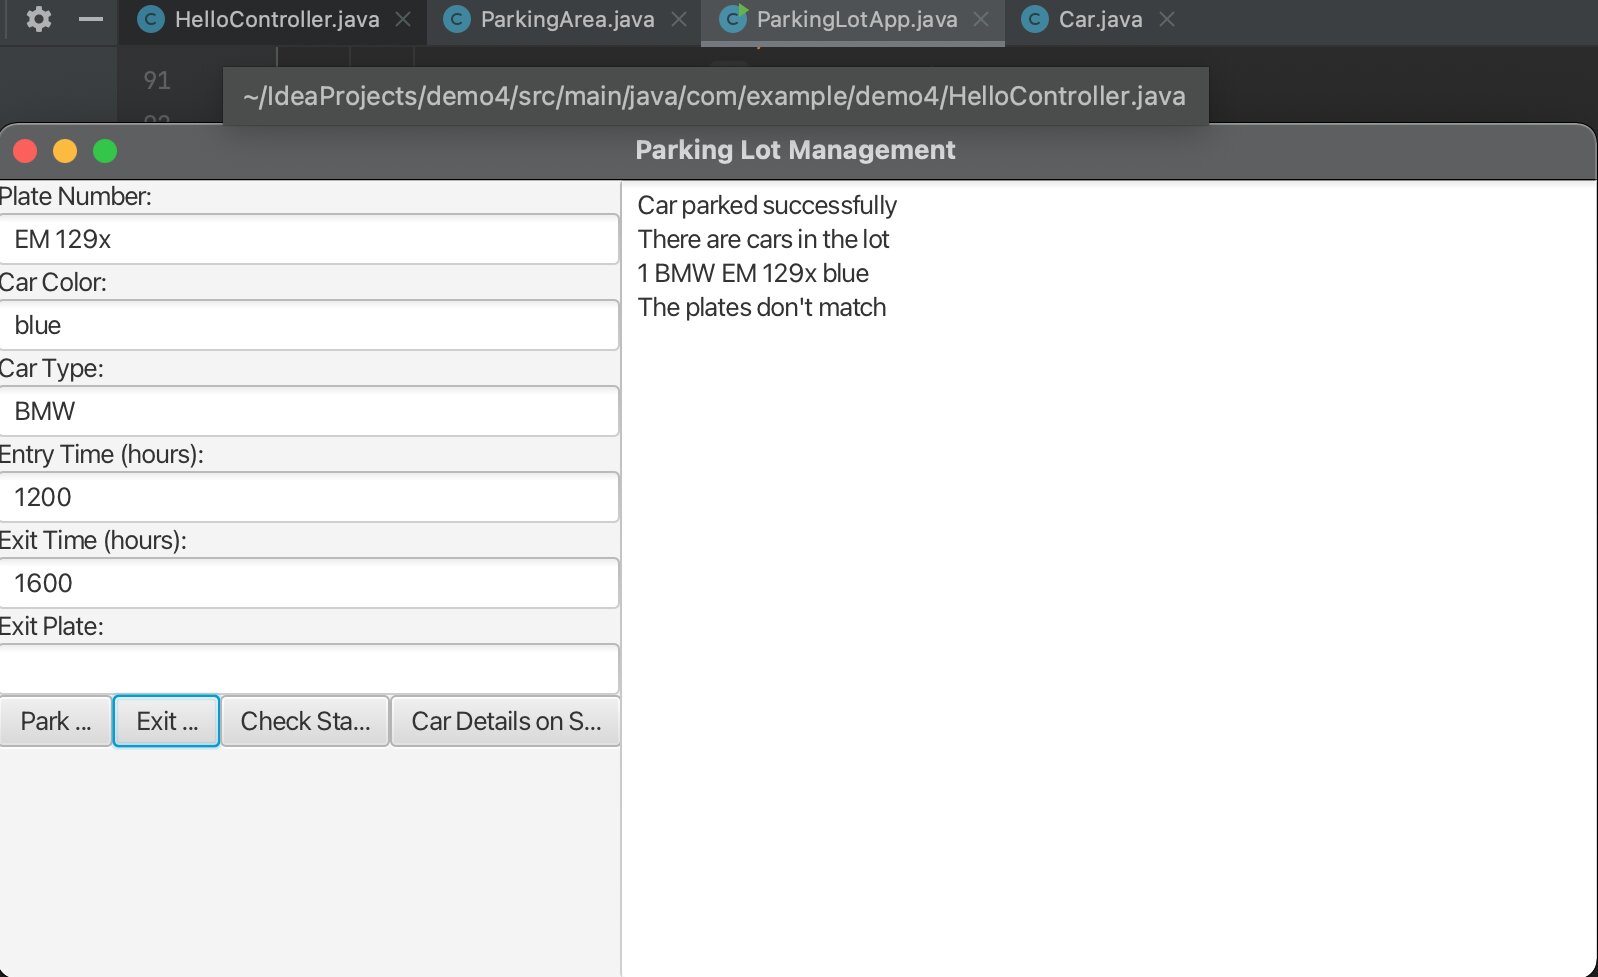 HelloController.java
ParkingArea.java
ParkingLotApp.java
Car.java
91
~/IdeaProjects/demo4/src/main/java/com/example/demo4/HelloController.java
Parking Lot Management
Plate Number:
EM 129x
Car Color:
blue
Car Type:
BMW
Entry Time (hours):
1200
Exit Time (hours):
1600
Exit Plate:
Park ...
Exit ...
Check Sta...
Car Details on S...
Car parked successfully
There are cars in the lot
1 BMW EM 129x blue
The plates don't match